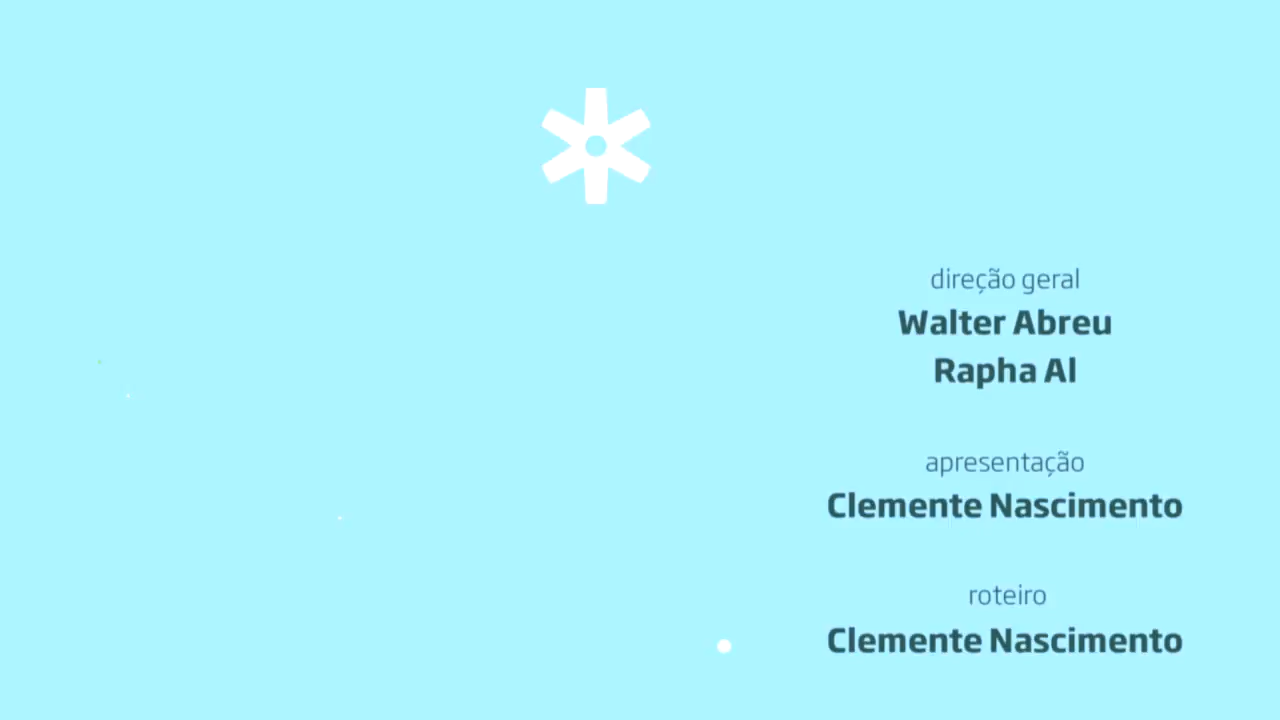 direção geral
Walter Abreu
Rapha Al
apresentação
Clemente Nascimento
roteiro
Clemente Nascimento